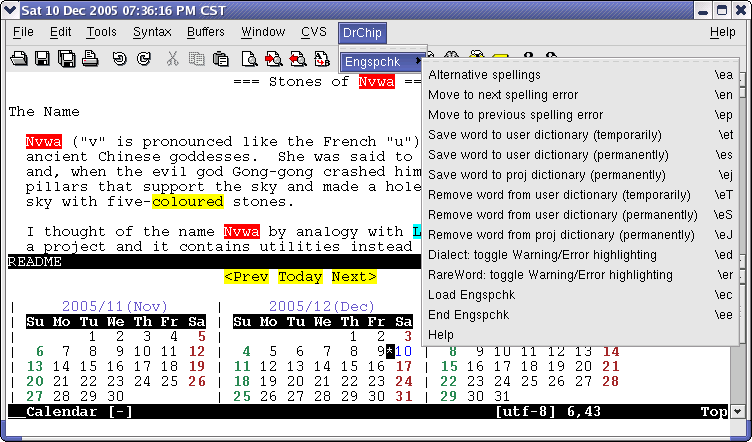 Sat 10 Dec 2005 07:36:16 PM CST
File Edit Tools Syntax Buffers Window CVS DrChip Help
Engspchk
Alternative spellings \ea
Move to next spelling error \en
Move to previous spelling error \ep
Save word to user dictionary (temporarily) \et
Save word to user dictionary (permanently) \es
Save word to proj dictionary (permanently) \ej
Remove word from user dictionary (temporarily) \eT
Remove word from user dictionary (permanently) \eS
Remove word from proj dictionary (permanently) \eJ
Dialect: toggle Warning/Error highlighting \ed
RareWord: toggle Warning/Error highlighting \er
Load Engspchk \ec
End Engspchk \ee
Help
=== Stones of Nvwa ==
The Name
Nvwa ("v" is pronounced like the French "u")
ancient Chinese goddesses.  She was said to
and, when the evil god Gong-gong crashed him
pillars that support the sky and made a hole
sky with five-coloured stones.
I thought of the name Nvwa by analogy with L
a project and it contains utilities instead
README
<Prev Today Next>
| 2005/11(Nov) | 2005/12(Dec) |
| Su Mo Tu We Th Fr Sa | Su Mo Tu We Th Fr Sa |
| 1 2 3 4 5 | 1 2 3
| 6 7 8 9 10 11 12 | 4 5 6 7 8 9*10 | 8 9 10 11 12 13 14
| 13 14 15 16 17 18 19 | 11 12 13 14 15 16 17 | 15 16 17 18 19 20 21
| 20 21 22 23 24 25 26 | 18 19 20 21 22 23 24 | 22 23 24 25 26 27 28
| 27 28 29 30 | 25 26 27 28 29 30 31 | 29 30 31
__Calendar [-] [utf-8] 6,43 Top